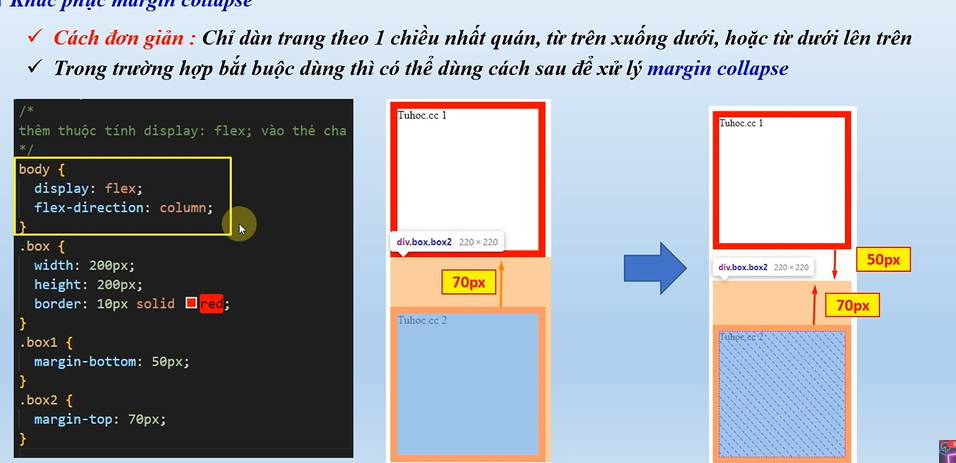 Khắc phục margin collapse
✓ Cách đơn giản : Chỉ dàn trang theo 1 chiều nhất quán, từ trên xuống dưới, hoặc từ dưới lên trên
✓ Trong trường hợp bắt buộc dùng thì có thể dùng cách sau để xử lý margin collapse
/*
thêm thuộc tính display: flex; vào thẻ cha
*/
body {
display: flex;
flex-direction: column;
}
.box {
width: 200px;
height: 200px;
border: 10px solid red;
}
.box1 {
margin-bottom: 50px;
}
.box2 {
margin-top: 70px;
}
Tuhoc.cc 1
div.box.box2 220 × 220
70px
Tuhoc.cc 2
Tuhoc.cc 1
50px
div.box.box2 220 × 220
70px
Tuhoc.cc 2